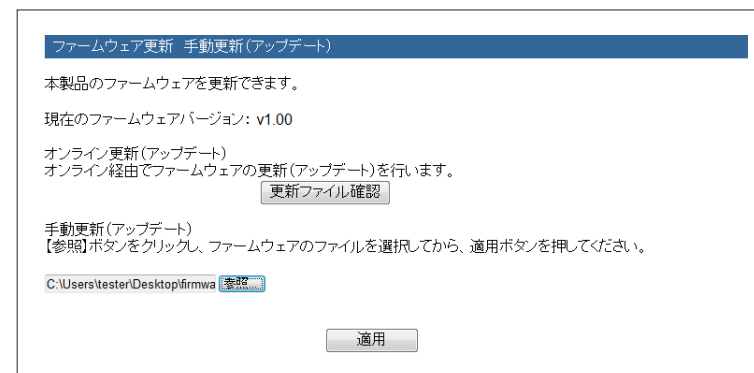 ファームウェア更新 手動更新(アップデート)
本製品のファームウェアを更新できます。
現在のファームウェアバージョン: v1.00
オンライン更新(アップデート)
オンライン経由でファームウェアの更新(アップデート)を行います。
更新ファイル確認
手動更新(アップデート)
【参照】ボタンをクリックし、ファームウェアのファイルを選択してから、適用ボタンを押してください。
C:\Users\tester\Desktop\firmwa 参照...
適用